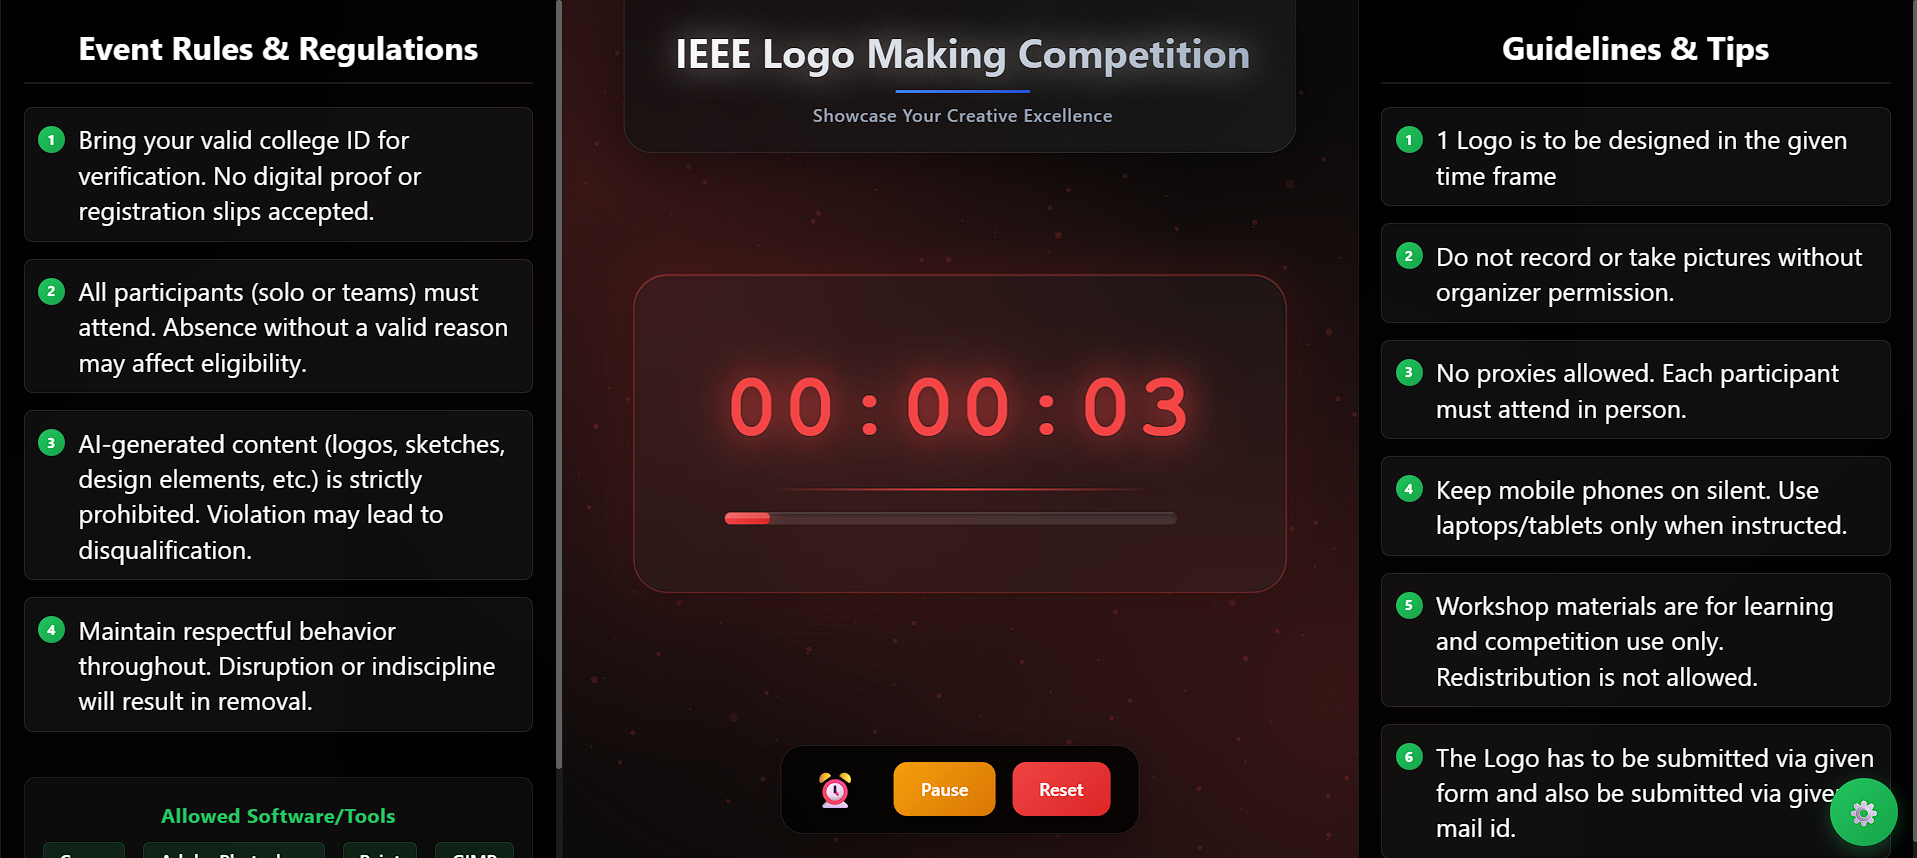 Event Rules & Regulations
1
Bring your valid college ID for
verification. No digital proof or
registration slips accepted.
2
All participants (solo or teams) must
attend. Absence without a valid reason
may affect eligibility.
3
AI-generated content (logos, sketches,
design elements, etc.) is strictly
prohibited. Violation may lead to
disqualification.
4
Maintain respectful behavior
throughout. Disruption or indiscipline
will result in removal.
Allowed Software/Tools
IEEE Logo Making Competition
Showcase Your Creative Excellence
00:00:03
Pause
Reset
Guidelines & Tips
1
1 Logo is to be designed in the given
time frame
2
Do not record or take pictures without
organizer permission.
3
No proxies allowed. Each participant
must attend in person.
4
Keep mobile phones on silent. Use
laptops/tablets only when instructed.
5
Workshop materials are for learning
and competition use only.
Redistribution is not allowed.
6
The Logo has to be submitted via given
form and also be submitted via given
mail id.